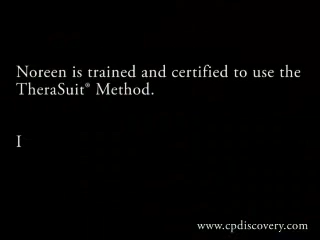 Noreen is trained and certified to use the
TheraSuit® Method.
I
www.cpdiscovery.com